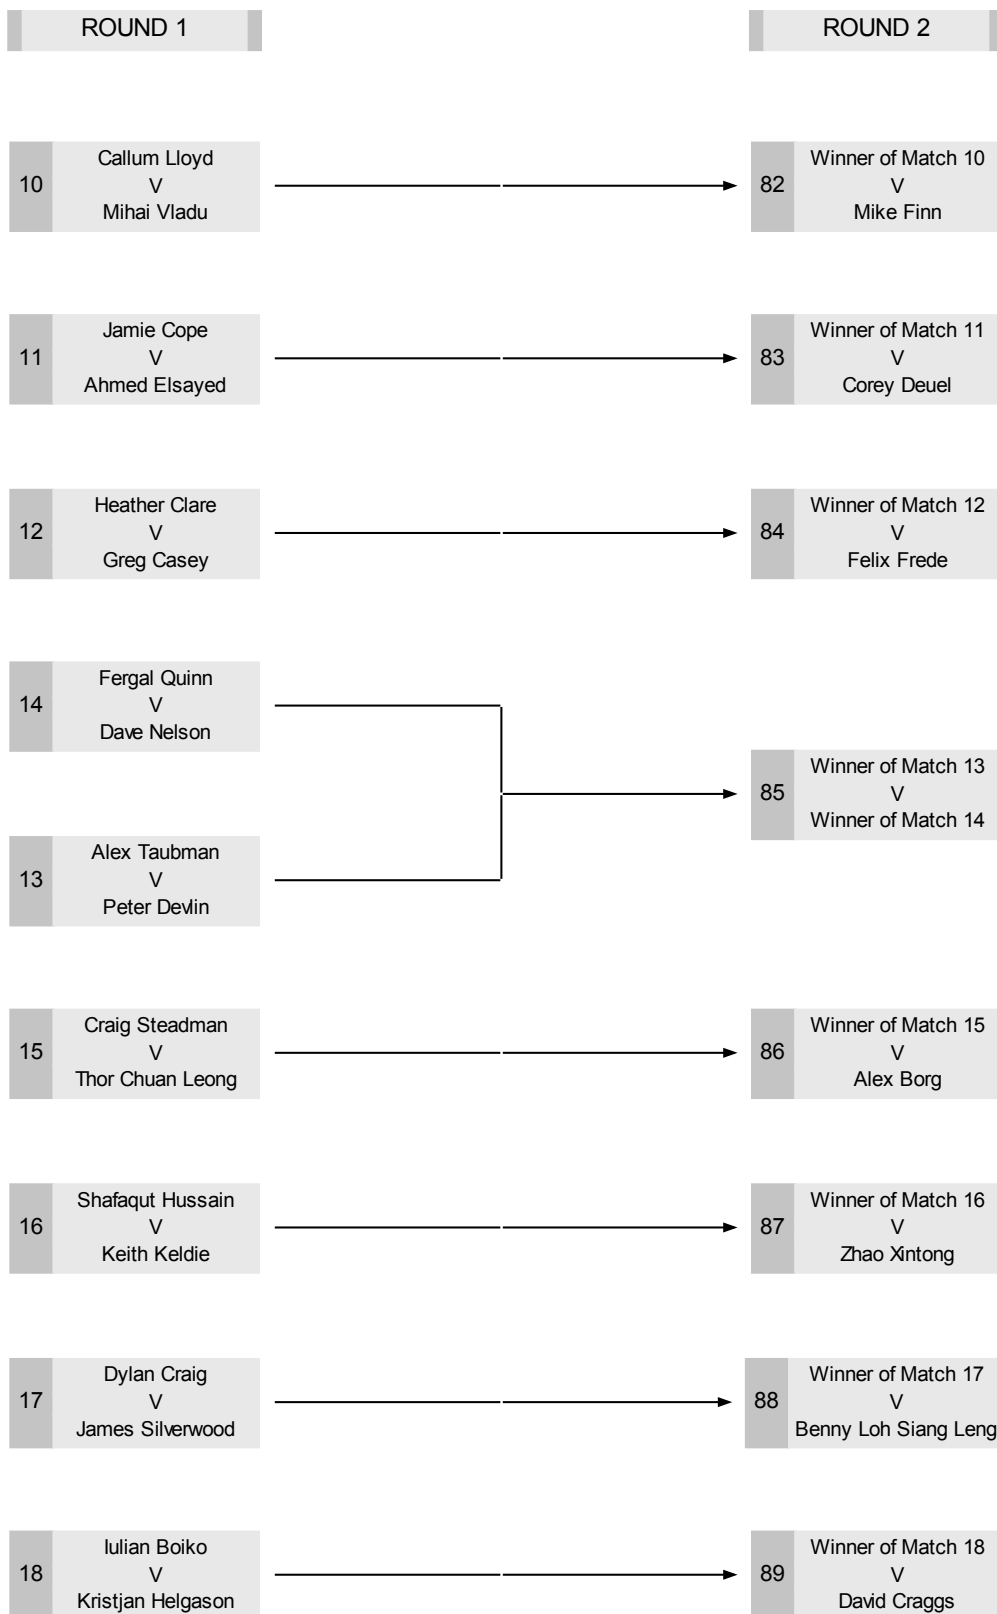 ROUND 1
ROUND 2
10
Callum Lloyd
V
Mihai Vladu
82
Winner of Match 10
V
Mike Finn
11
Jamie Cope
V
Ahmed Elsayed
83
Winner of Match 11
V
Corey Deuel
12
Heather Clare
V
Greg Casey
84
Winner of Match 12
V
Felix Frede
14
Fergal Quinn
V
Dave Nelson
13
Alex Taubman
V
Peter Devlin
85
Winner of Match 13
V
Winner of Match 14
15
Craig Steadman
V
Thor Chuan Leong
86
Winner of Match 15
V
Alex Borg
16
Shafaqut Hussain
V
Keith Keldie
87
Winner of Match 16
V
Zhao Xintong
17
Dylan Craig
V
James Silverwood
88
Winner of Match 17
V
Benny Loh Siang Leng
18
Iulian Boiko
V
Kristjan Helgason
89
Winner of Match 18
V
David Craggs